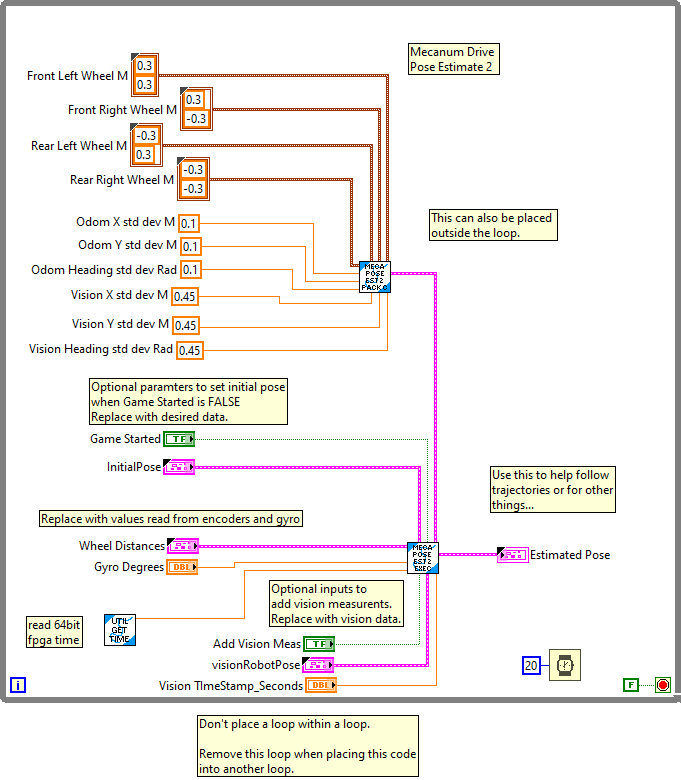 Mecanum Drive
Pose Estimate 2
Front Left Wheel M
0.3
0.3
Front Right Wheel M
0.3
-0.3
Rear Left Wheel M
-0.3
0.3
Rear Right Wheel M
-0.3
-0.3
This can also be placed
outside the loop.
Odom X std dev M 0.1
Odom Y std dev M 0.1
Odom Heading std dev Rad 0.1
Vision X std dev M 0.45
Vision Y std dev M 0.45
Vision Heading std dev Rad 0.45
MECA
POSE
EST2
PACK C
Optional paramters to set initial pose
when Game Started is FALSE
Replace with desired data.
Game Started TF
InitialPose
Use this to help follow
trajectories or for other
things...
Replace with values read from encoders and gyro
Wheel Distances
Gyro Degrees DBL
MECA
POSE
EST2
EXEC
Estimated Pose
Optional inputs to
add vision measurents.
Replace with vision data.
read 64bit
fpga time
UTIL
GET
TIME
Add Vision Meas TF
visionRobotPose
Vision TImeStamp_Seconds DBL
20
i
F
Don't place a loop within a loop.
Remove this loop when placing this code
into another loop.